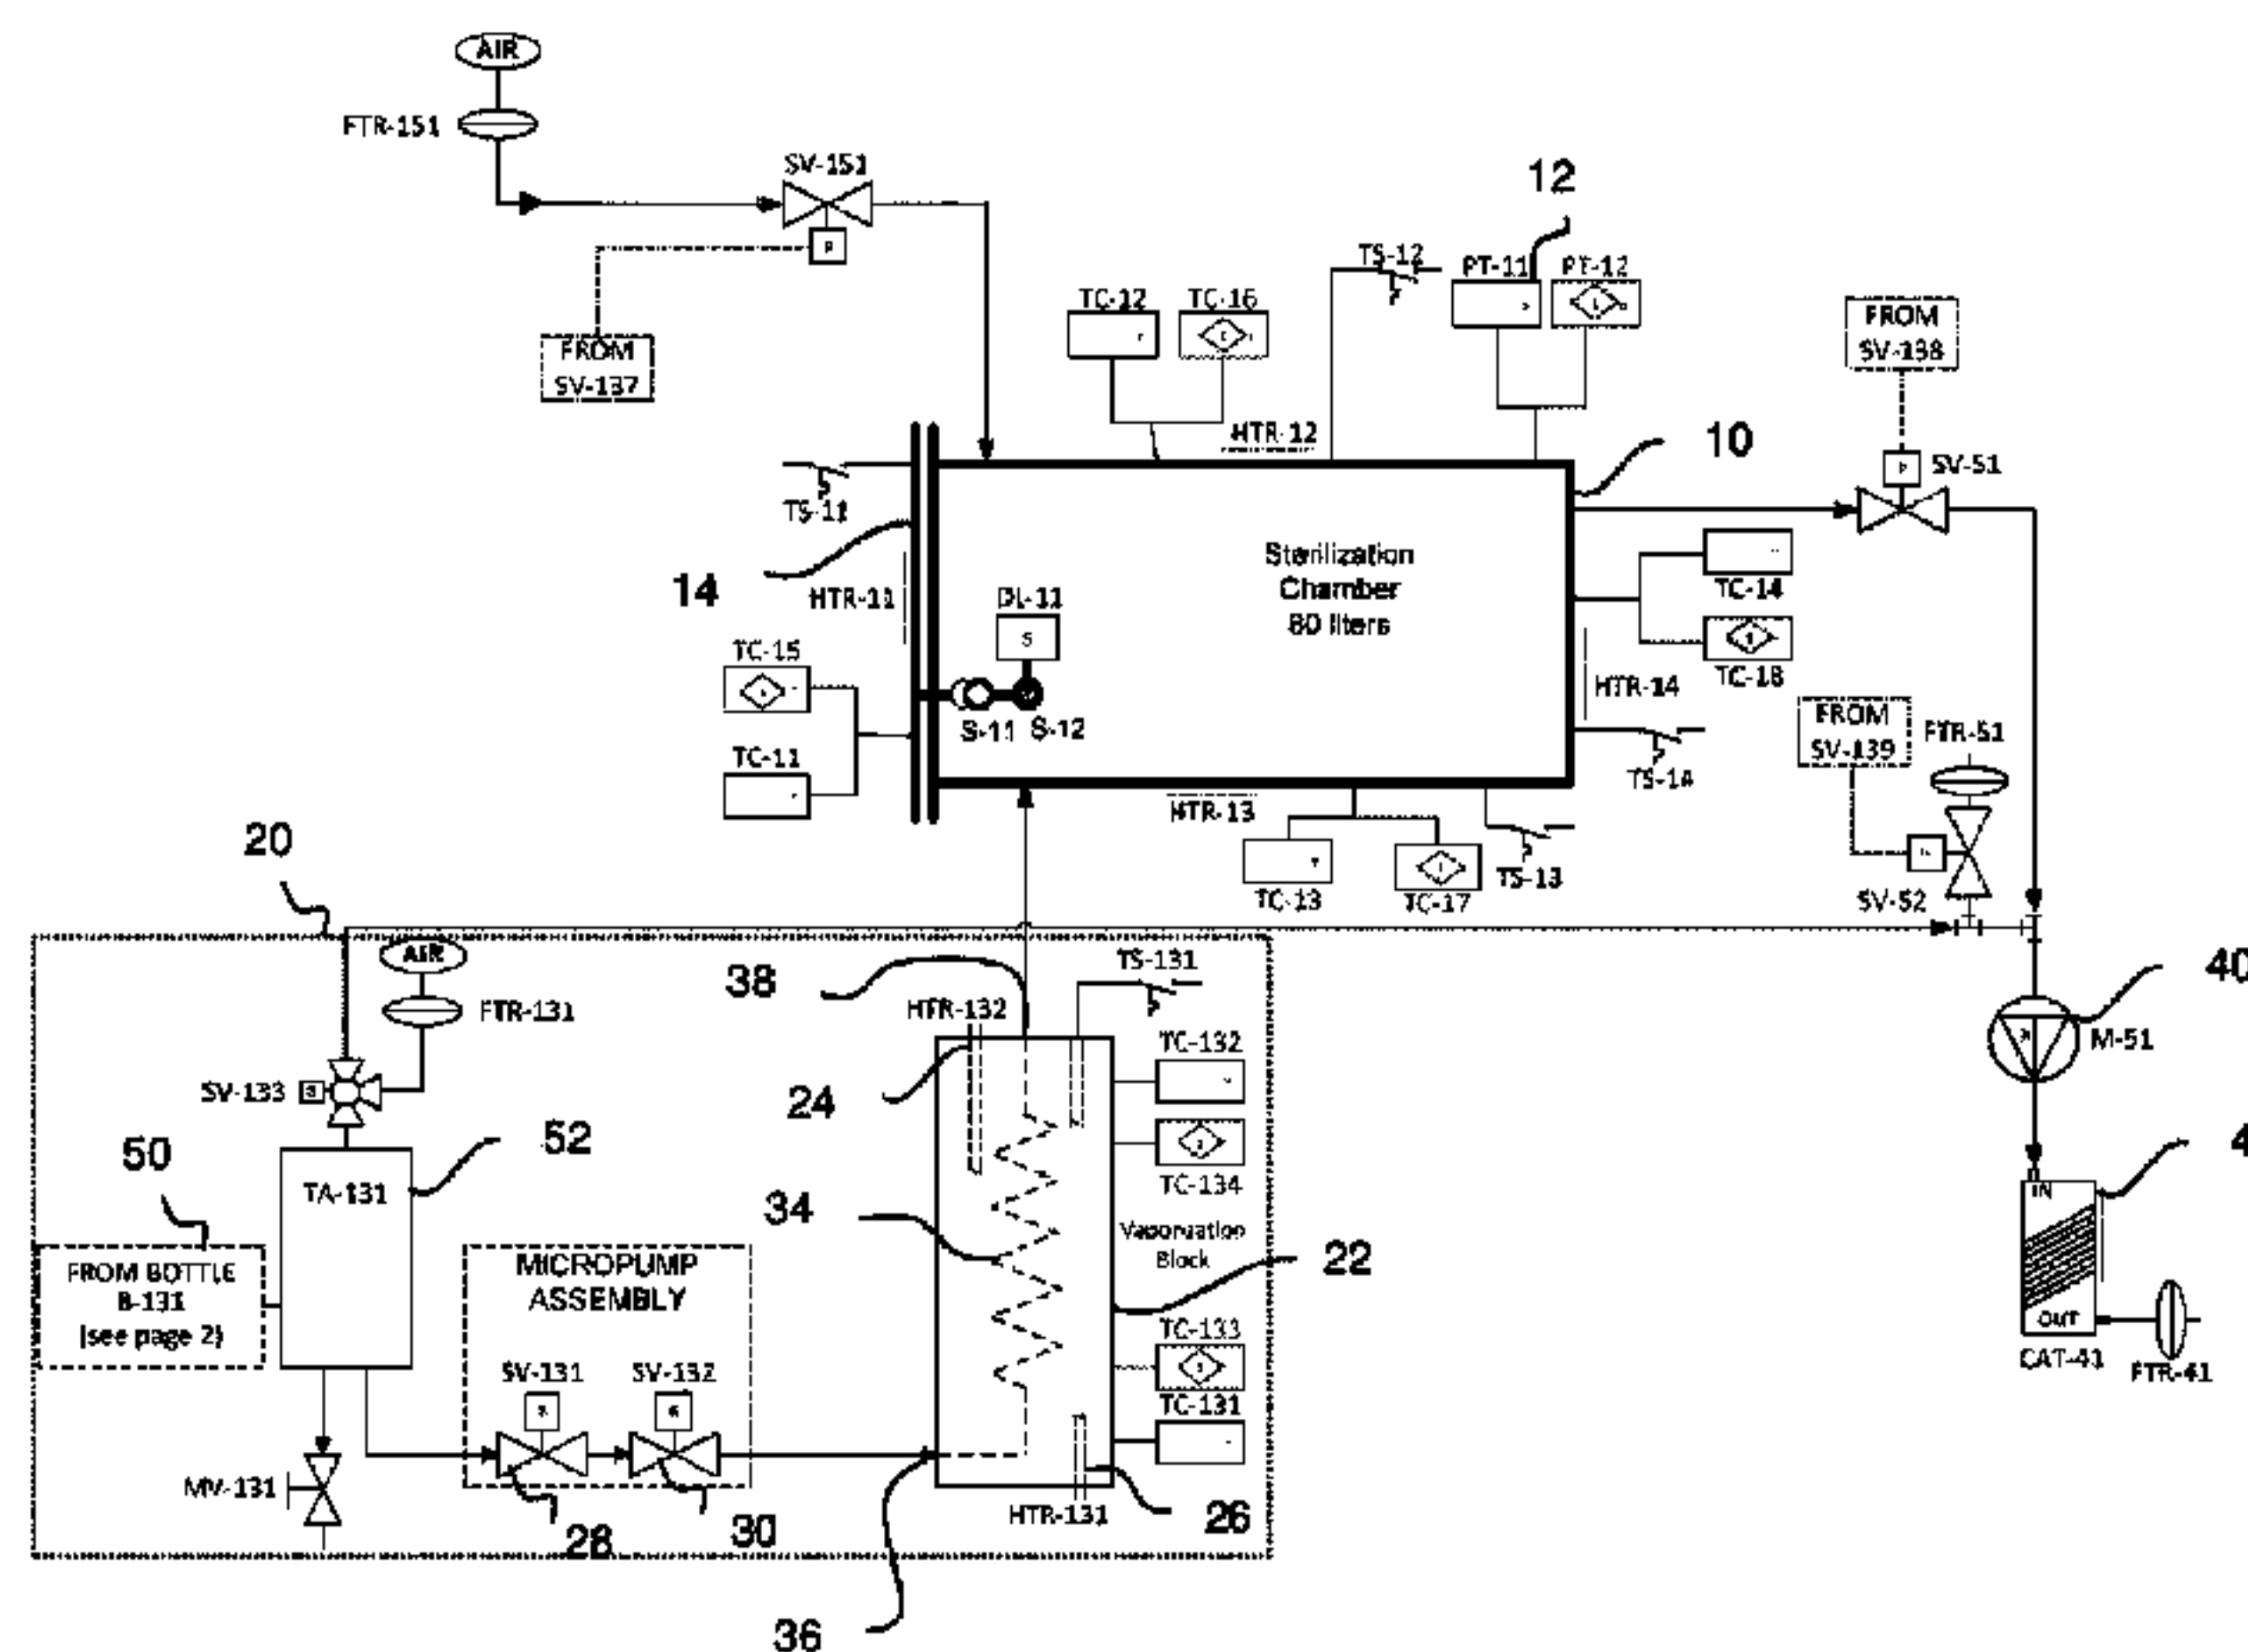 AIR
FTR-151
SV-151
FROM
SV-137
12
TS-12
PT-11
PT-12
TC-12
TC-16
HTR-12
FROM
SV-138
10
SV-51
TS-11
14
HTR-11
Sterilization
Chamber
80 liters
DL-11
S
S-11
S-12
TC-14
TC-18
HTR-14
TS-14
TC-15
TC-11
FROM
SV-139
FTR-51
SV-52
HTR-13
TC-13
TC-17
TS-13
20
AIR
FTR-131
SV-133
38
HTR-132
TS-131
TC-132
24
TC-134
40
M-51
50
52
TA-131
34
Vaporization
Block
22
FROM BOTTLE
B-131
(see page 2)
MICROPUMP
ASSEMBLY
SV-131
SV-132
TC-133
TC-131
4
IN
OUT
CAT-41
FTR-41
MV-131
28
30
HTR-131
26
36